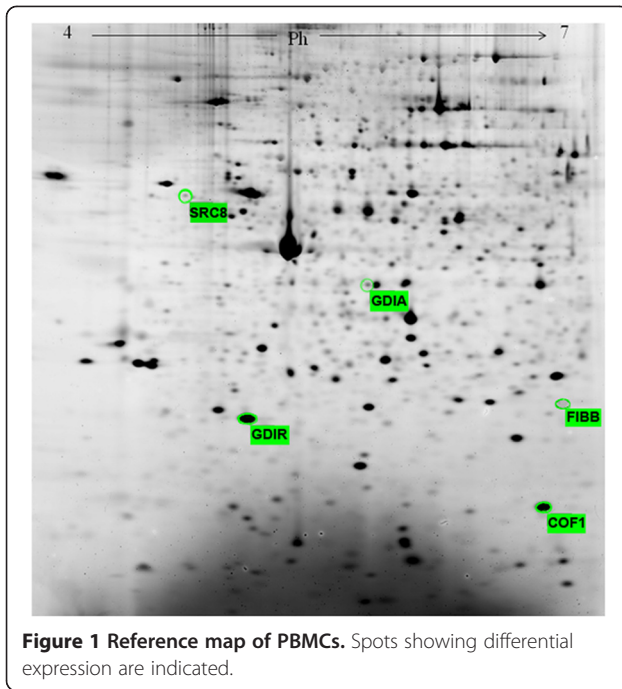 4 Ph 7
SRC8
GDIA
FIBB
GDIR
COF1
Figure 1 Reference map of PBMCs. Spots showing differential
expression are indicated.